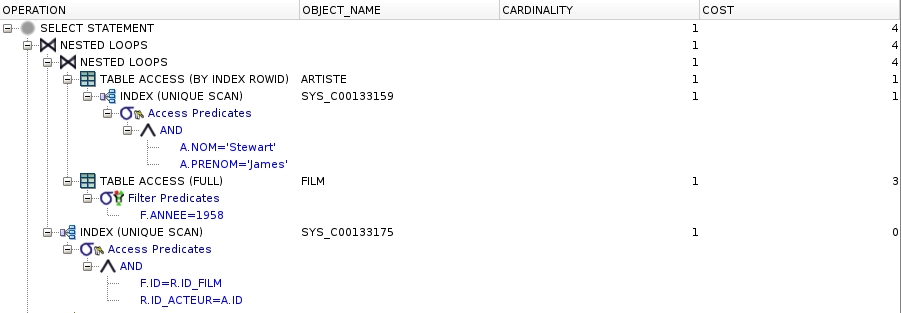 OPERATION OBJECT_NAME CARDINALITY COST
SELECT STATEMENT 1 4
NESTED LOOPS 1 4
NESTED LOOPS 1 4
TABLE ACCESS (BY INDEX ROWID) ARTISTE 1 1
INDEX (UNIQUE SCAN) SYS_C00133159 1 1
Access Predicates
AND
A.NOM='Stewart'
A.PRENOM='James'
TABLE ACCESS (FULL) FILM 1 3
Filter Predicates
F.ANNEE=1958
INDEX (UNIQUE SCAN) SYS_C00133175 1 0
Access Predicates
AND
F.ID=R.ID_FILM
R.ID_ACTEUR=A.ID